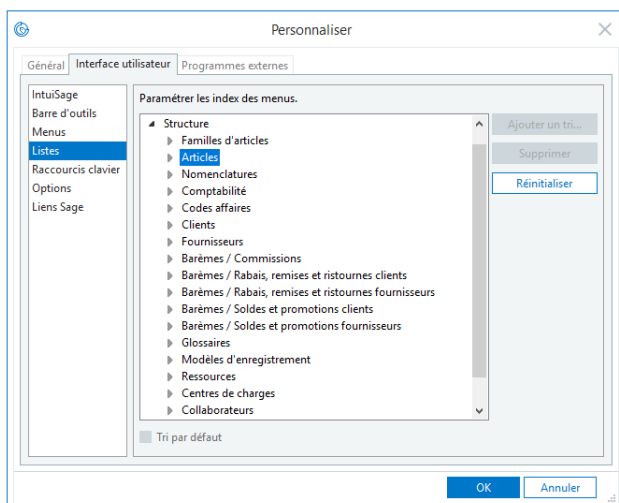 Personnaliser
Général
Interface utilisateur
Programmes externes
IntuiSage
Barre d'outils
Menus
Listes
Raccourcis clavier
Options
Liens Sage
Paramétrer les index des menus.
Structure
Familles d'articles
Articles
Nomenclatures
Comptabilité
Codes affaires
Clients
Fournisseurs
Barèmes / Commissions
Barèmes / Rabais, remises et ristournes clients
Barèmes / Rabais, remises et ristournes fournisseurs
Barèmes / Soldes et promotions clients
Barèmes / Soldes et promotions fournisseurs
Glossaires
Modèles d'enregistrement
Ressources
Centres de charges
Collaborateurs
Ajouter un tri...
Supprimer
Réinitialiser
Tri par défaut
OK
Annuler